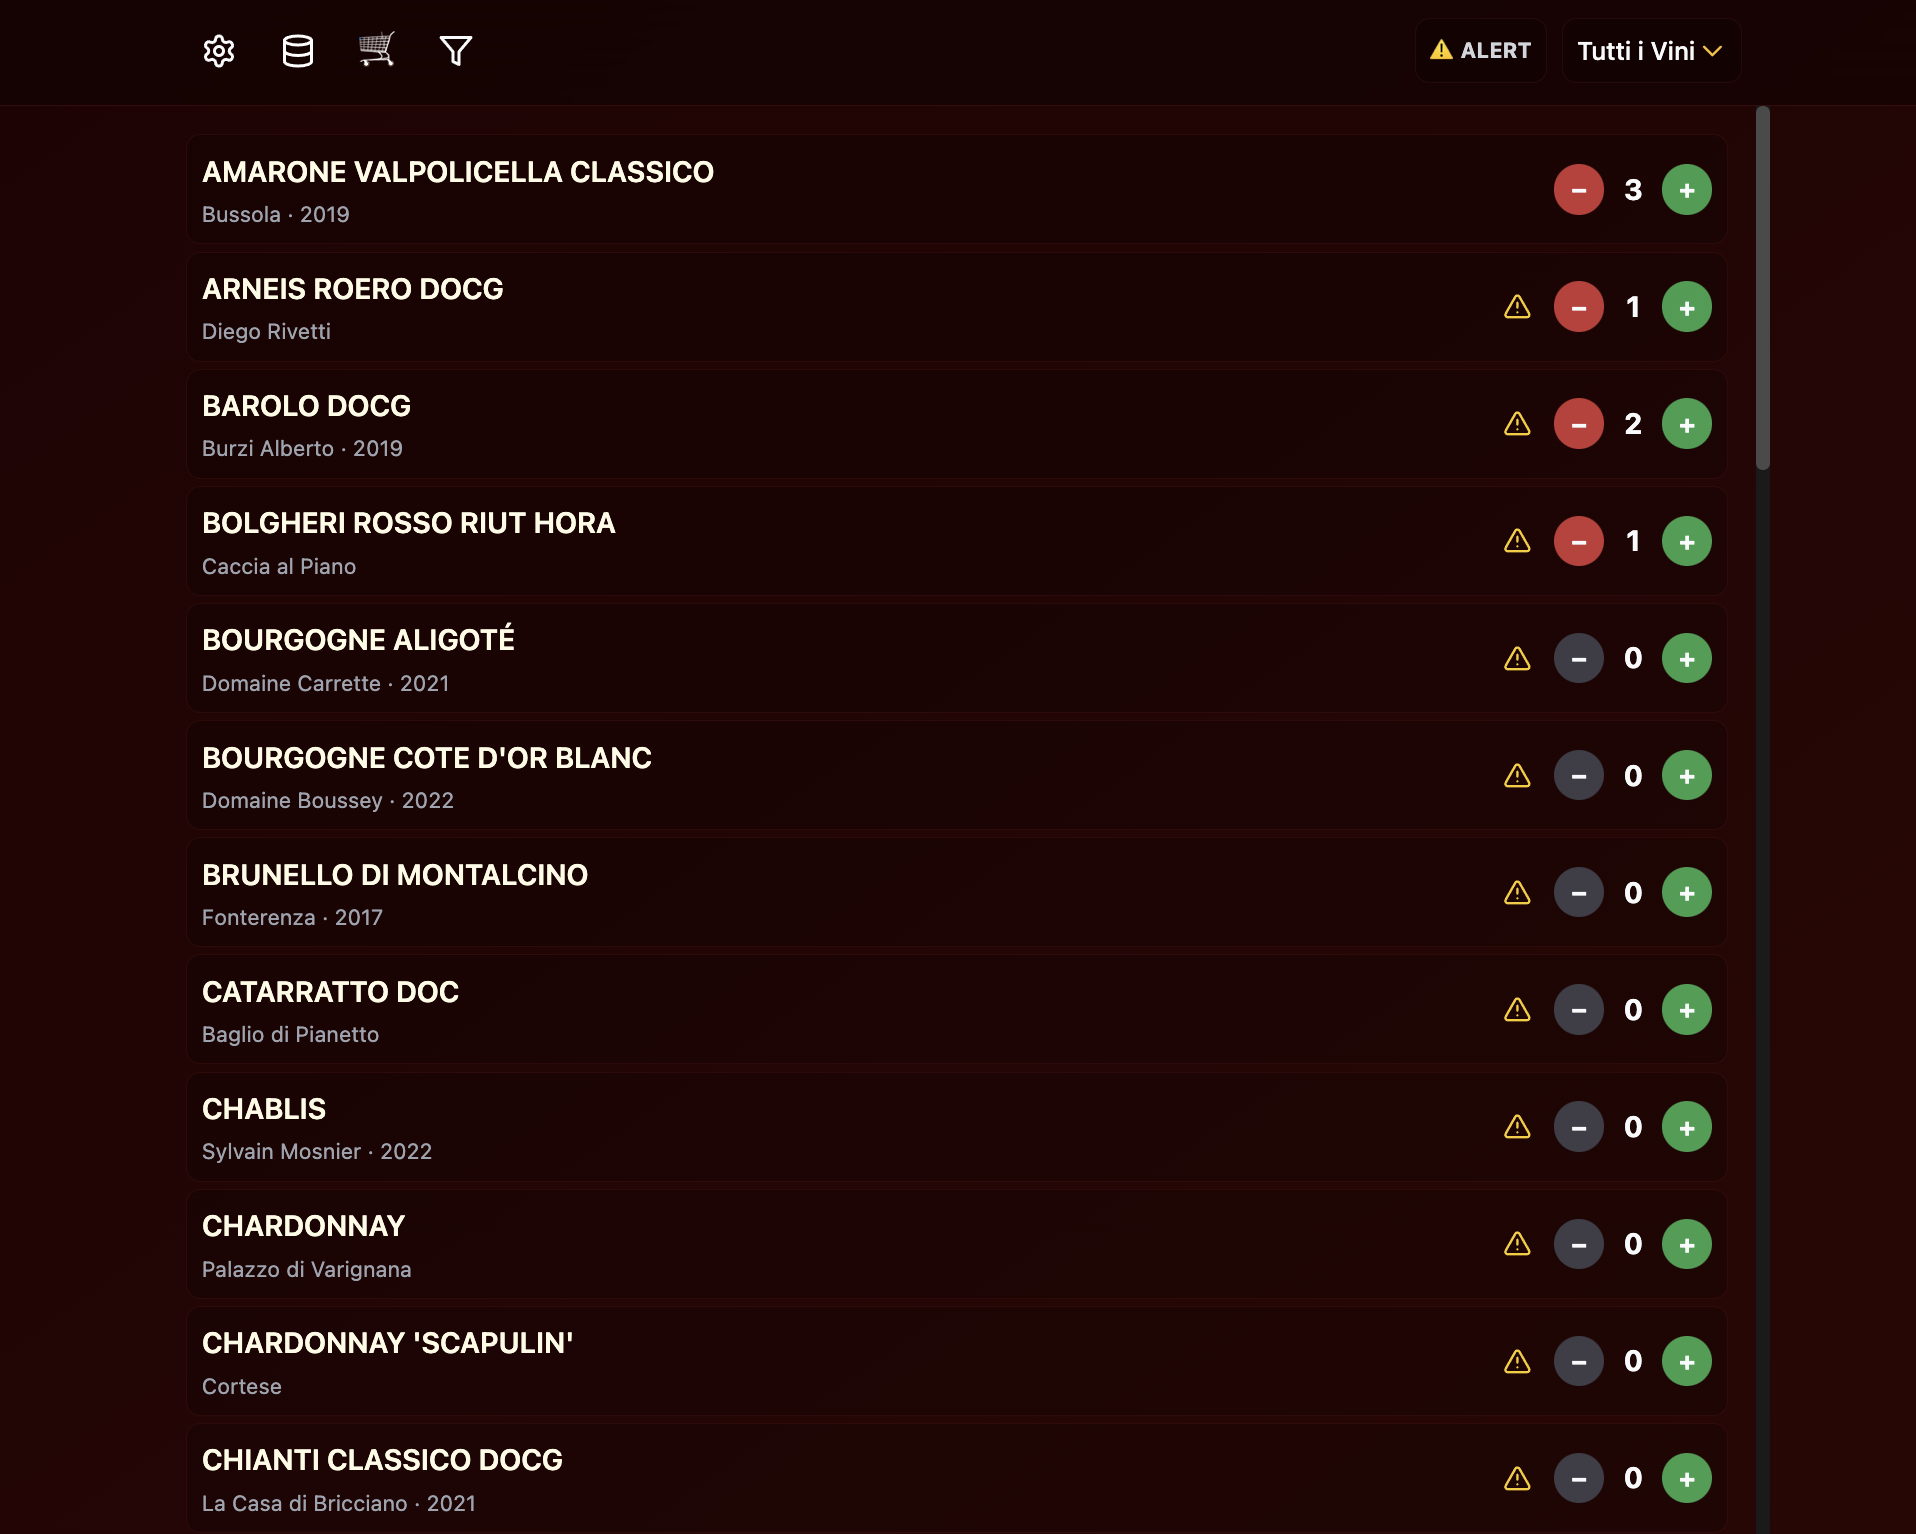 ALERT
Tutti i Vini
AMARONE VALPOLICELLA CLASSICO
Bussola · 2019
− 3 +
ARNEIS ROERO DOCG
Diego Rivetti
− 1 +
BAROLO DOCG
Burzi Alberto · 2019
− 2 +
BOLGHERI ROSSO RIUT HORA
Caccia al Piano
− 1 +
BOURGOGNE ALIGOTÉ
Domaine Carrette · 2021
− 0 +
BOURGOGNE COTE D'OR BLANC
Domaine Boussey · 2022
− 0 +
BRUNELLO DI MONTALCINO
Fonterenza · 2017
− 0 +
CATARRATTO DOC
Baglio di Pianetto
− 0 +
CHABLIS
Sylvain Mosnier · 2022
− 0 +
CHARDONNAY
Palazzo di Varignana
− 0 +
CHARDONNAY 'SCAPULIN'
Cortese
− 0 +
CHIANTI CLASSICO DOCG
La Casa di Bricciano · 2021
− 0 +